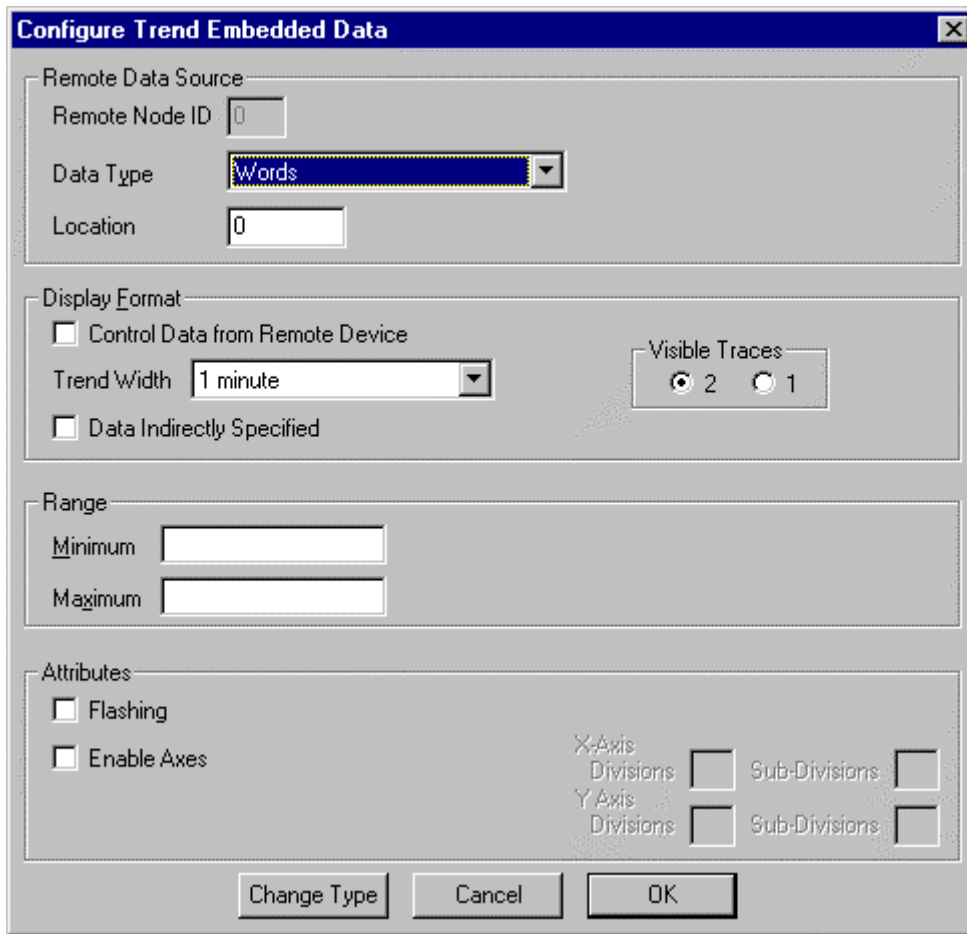 Configure Trend Embedded Data
Remote Data Source
Remote Node ID 0
Data Type Words
Location 0
Display Format
Control Data from Remote Device
Visible Traces
Trend Width 1 minute
2 1
Data Indirectly Specified
Range
Minimum
Maximum
Attributes
Flashing
Enable Axes
X-Axis
Divisions Sub-Divisions
Y Axis
Divisions Sub-Divisions
Change Type Cancel OK